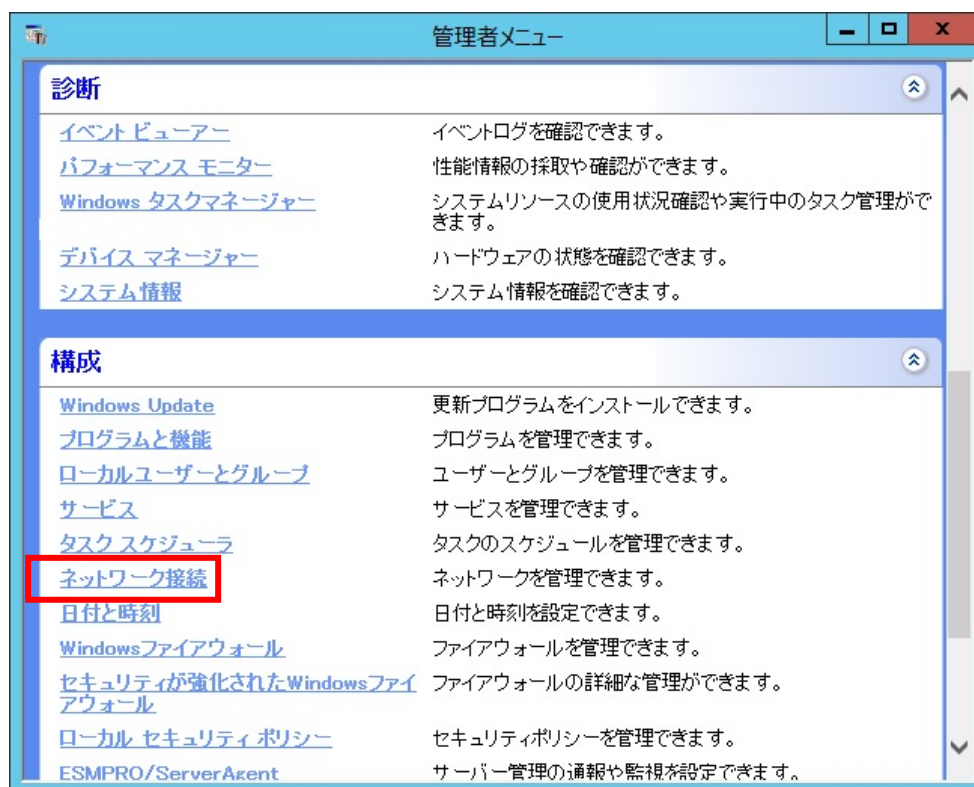 管理者メニュー
診断
イベント ビューアー
イベントログを確認できます。
パフォーマンス モニター
性能情報の採取や確認ができます。
Windows タスクマネージャー
システムリソースの使用状況確認や実行中のタスク管理がで
きます。
デバイス マネージャー
ハードウェアの状態を確認できます。
システム情報
システム情報を確認できます。
構成
Windows Update
更新プログラムをインストールできます。
プログラムと機能
プログラムを管理できます。
ローカルユーザーとグループ
ユーザーとグループを管理できます。
サービス
サービスを管理できます。
タスク スケジューラ
タスクのスケジュールを管理できます。
ネットワーク接続
ネットワークを管理できます。
日付と時刻
日付と時刻を設定できます。
Windowsファイアウォール
ファイアウォールを管理できます。
セキュリティが強化されたWindowsファイ
アウォール
ファイアウォールの詳細な管理ができます。
ローカル セキュリティ ポリシー
セキュリティポリシーを管理できます。
ESMPRO/ServerAgent
サーバー管理の通報や監視を設定できます。